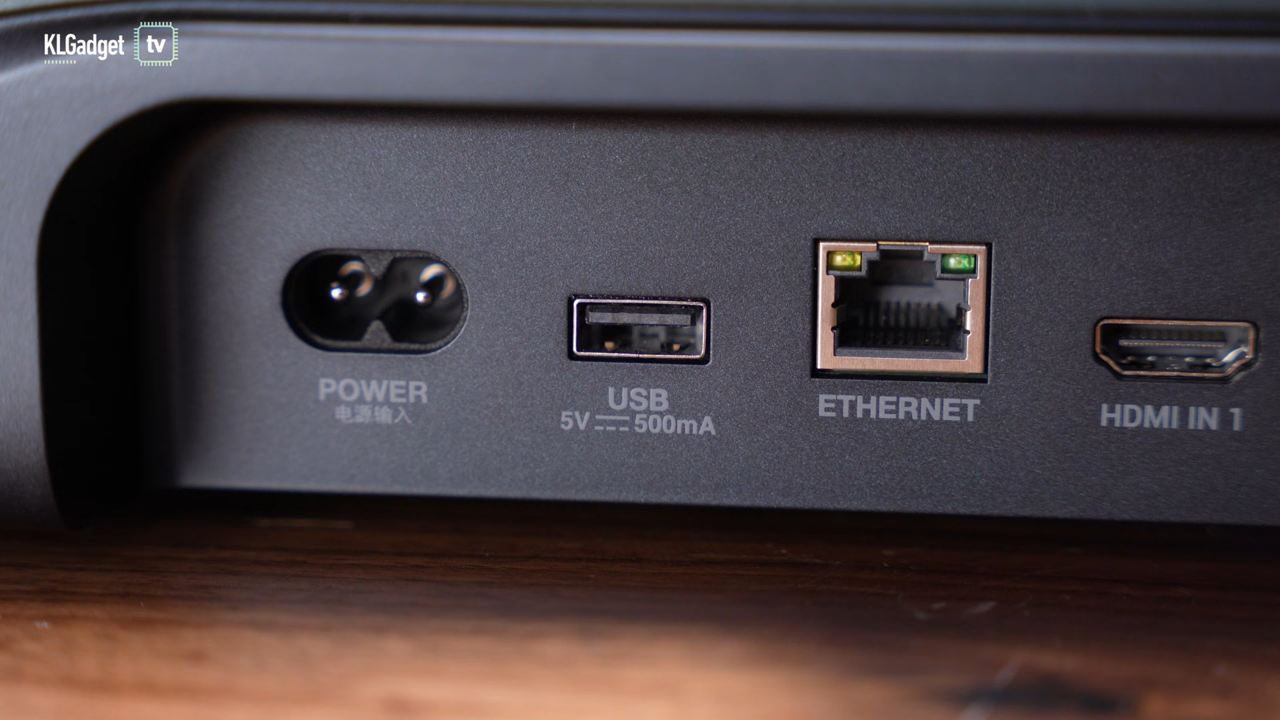 KLGadget tv
POWER
电源输入
USB
5V ⎓ 500mA
ETHERNET
HDMI IN 1